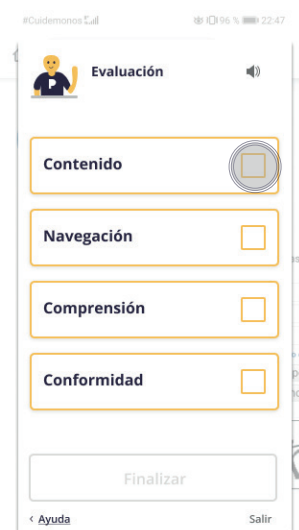 #Cuidemonos 96 % 22:47
Evaluación
Contenido
Navegación
Comprensión
Conformidad
Finalizar
‹ Ayuda Salir